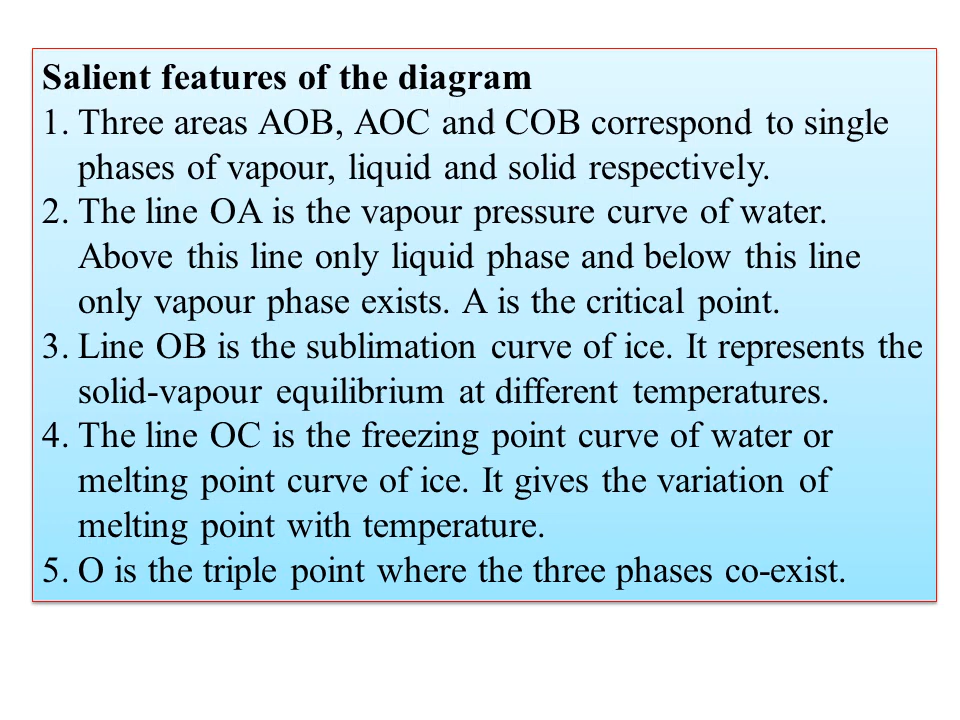 Salient features of the diagram
1. Three areas AOB, AOC and COB correspond to single
phases of vapour, liquid and solid respectively.
2. The line OA is the vapour pressure curve of water.
Above this line only liquid phase and below this line
only vapour phase exists. A is the critical point.
3. Line OB is the sublimation curve of ice. It represents the
solid-vapour equilibrium at different temperatures.
4. The line OC is the freezing point curve of water or
melting point curve of ice. It gives the variation of
melting point with temperature.
5. O is the triple point where the three phases co-exist.